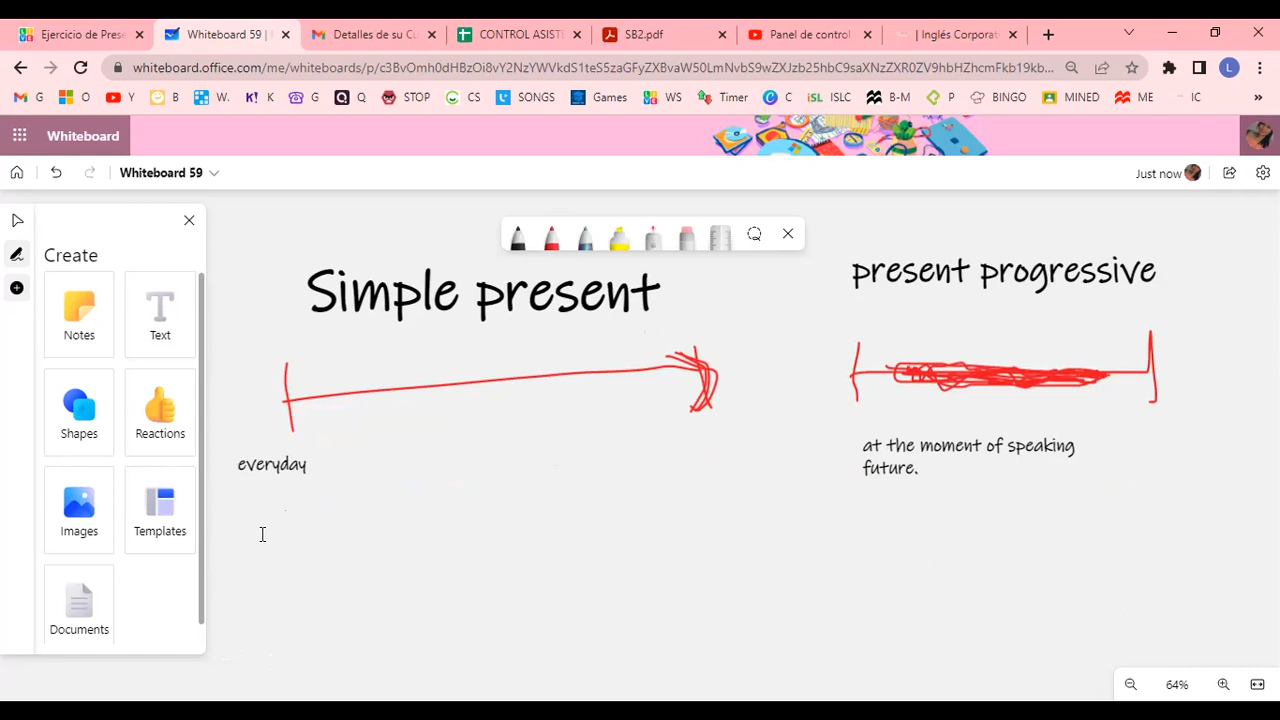 Ejercicio de Prese
Whiteboard 59 |
Detalles de su Cu
CONTROL ASIST
SB2.pdf
Panel de control
| Inglés Corporat
whiteboard.office.com/me/whiteboards/p/c3BvOmh0dHBzOi8vY2NzYWVkdS1teS5zaGFyZXBvaW50LmNvbS9wZXJzb25hbC9saXNzZXR0ZV9hbHZhcmFkb19kb...
G
O
Y
B
W.
K! K
G
Q
STOP
CS
SONGS
Games
WS
Timer
C
ISLC
B-M
P
BINGO
MINED
ME
IC
Whiteboard
Whiteboard 59
Just now
Create
Notes
Text
Shapes
Reactions
Images
Templates
Documents
Simple present
everyday
present progressive
at the moment of speaking
future.
64%